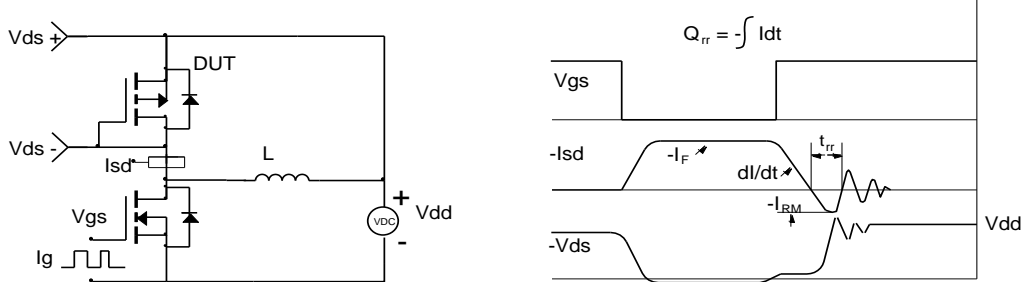 Vds +
DUT
Vds -
Isd
L
Vgs
Ig
+
VDC
-
Vdd
Qrr = -∫ Idt
Vgs
-Isd
-IF
dI/dt
trr
-IRM
Vdd
-Vds